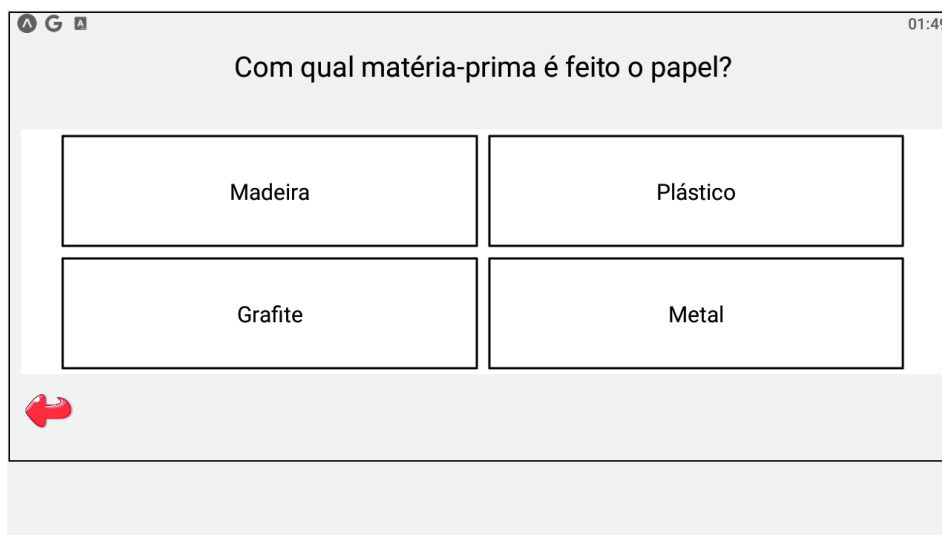 01:49
Com qual matéria-prima é feito o papel?
Madeira
Plástico
Grafite
Metal